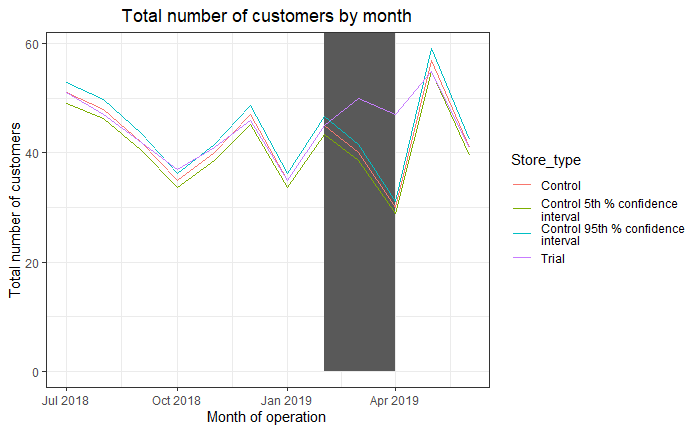 Total number of customers by month
Total number of customers
60
40
20
0
Jul 2018
Oct 2018
Jan 2019
Apr 2019
Month of operation
Store_type
Control
Control 5th % confidence
interval
Control 95th % confidence
interval
Trial